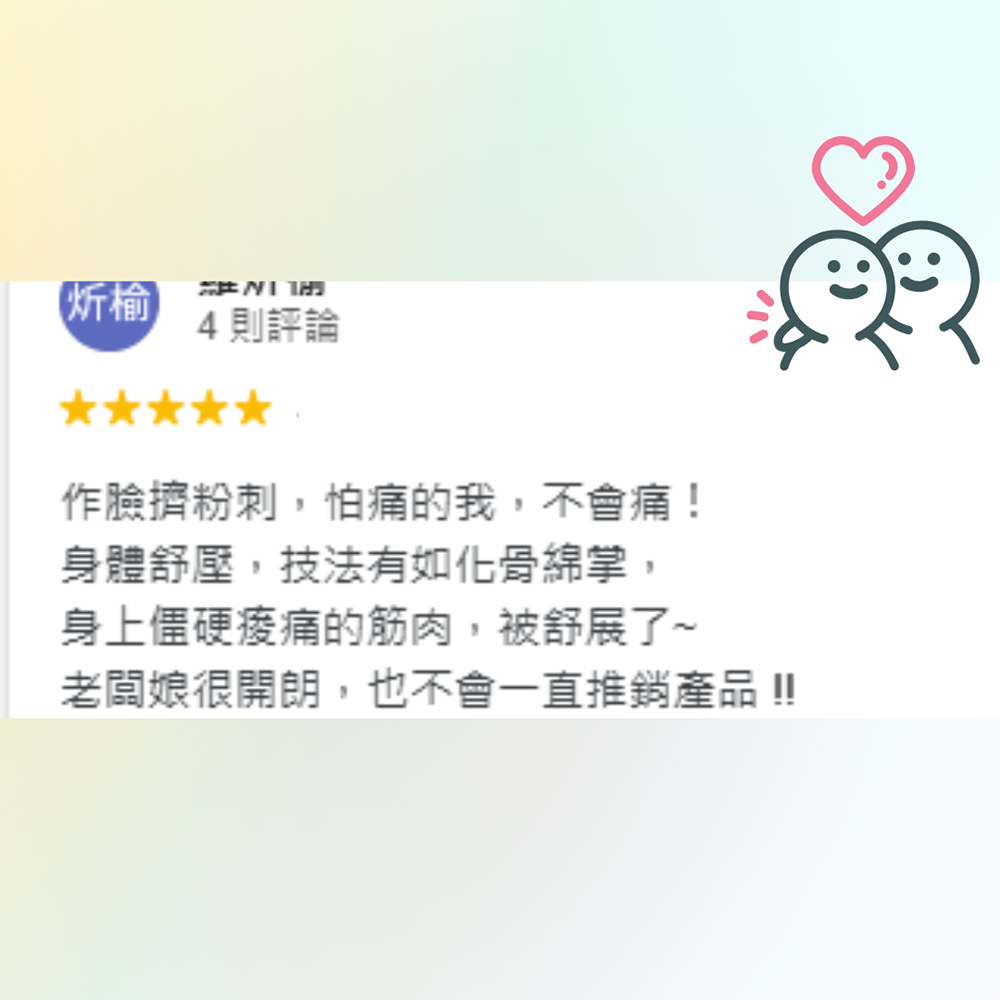 炘榆
4 則評論
作臉擠粉刺，怕痛的我，不會痛！
身體舒壓，技法有如化骨綿掌，
身上僵硬痠痛的筋肉，被舒展了~
老闆娘很開朗，也不會一直推銷產品 !!